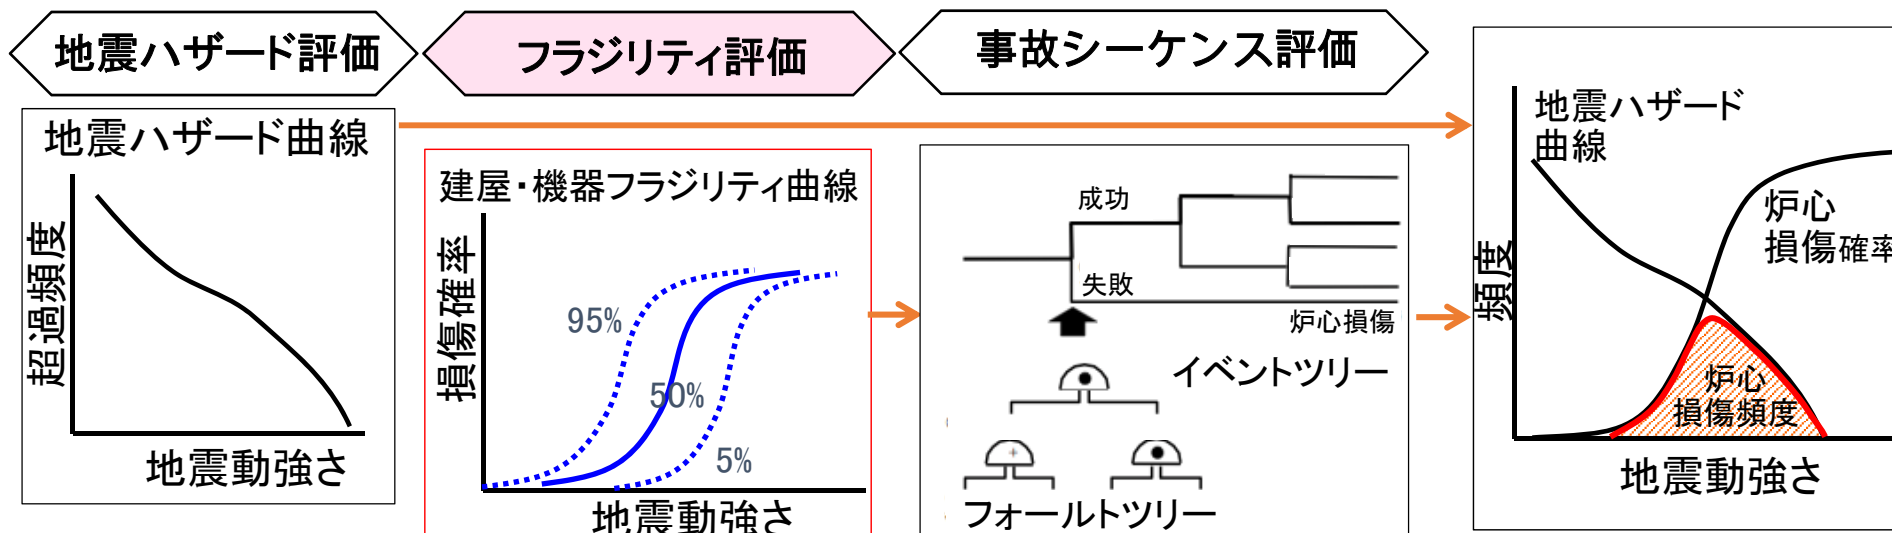 地震ハザード評価
フラジリティ評価
事故シーケンス評価
地震ハザード曲線
超過頻度
地震動強さ
建屋・機器フラジリティ曲線
損傷確率
95%
50%
5%
地震動強さ
成功
失敗
炉心損傷
イベントツリー
フォールトツリー
地震ハザード
曲線
炉心
損傷確率
頻度
炉心
損傷頻度
地震動強さ